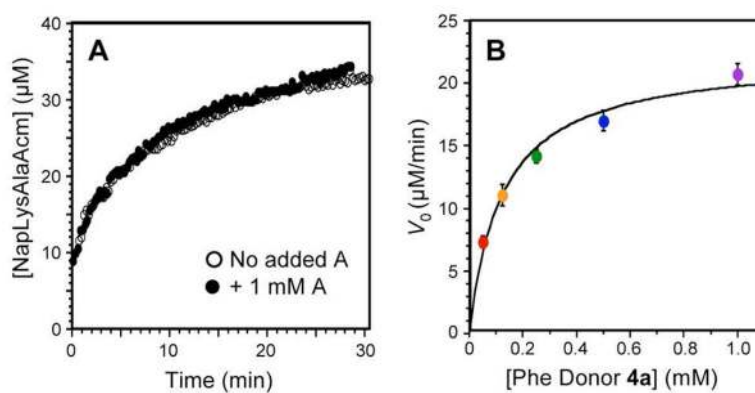 A
[NapLysAlaAcm] (μM)
40
30
20
10
0
0
10
20
30
Time (min)
No added A
+ 1 mM A
B
V0 (μM/min)
25
20
15
10
5
0
0
0.2
0.4
0.6
0.8
1.0
[Phe Donor 4a] (mM)